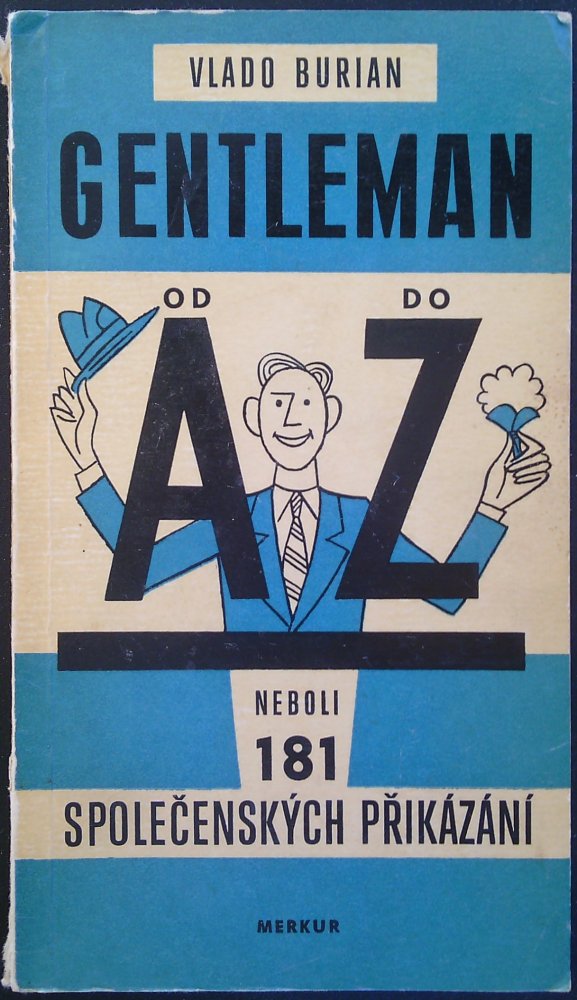 VLADO BURIAN
GENTLEMAN
OD DO
A Z
NEBOLI
181
SPOLEČENSKÝCH PŘIKÁZÁNÍ
MERKUR